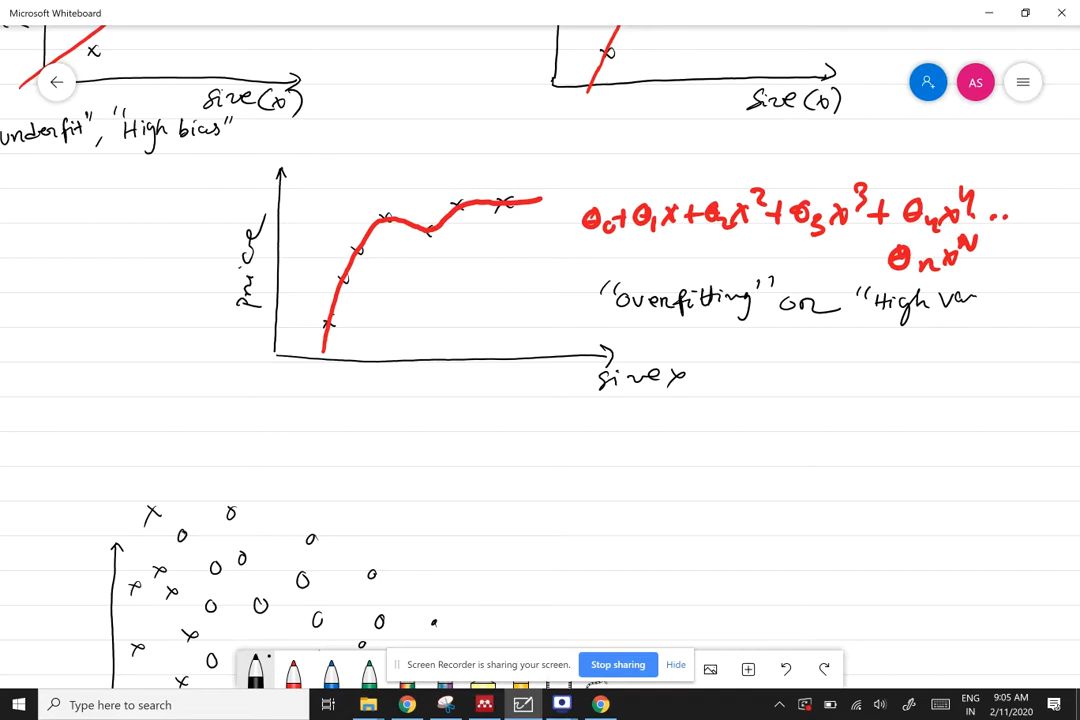 Microsoft Whiteboard
size (x)
size (x)
AS
underfit", "High bias"
θ₀+θ₁x+θ₂x²+θ₃x³+θ₄x⁴..
θₙxⁿ
Price
"Overfitting" or "High var
size x
Screen Recorder is sharing your screen.
Stop sharing
Hide
Type here to search
ENG
IN
9:05 AM
2/11/2020